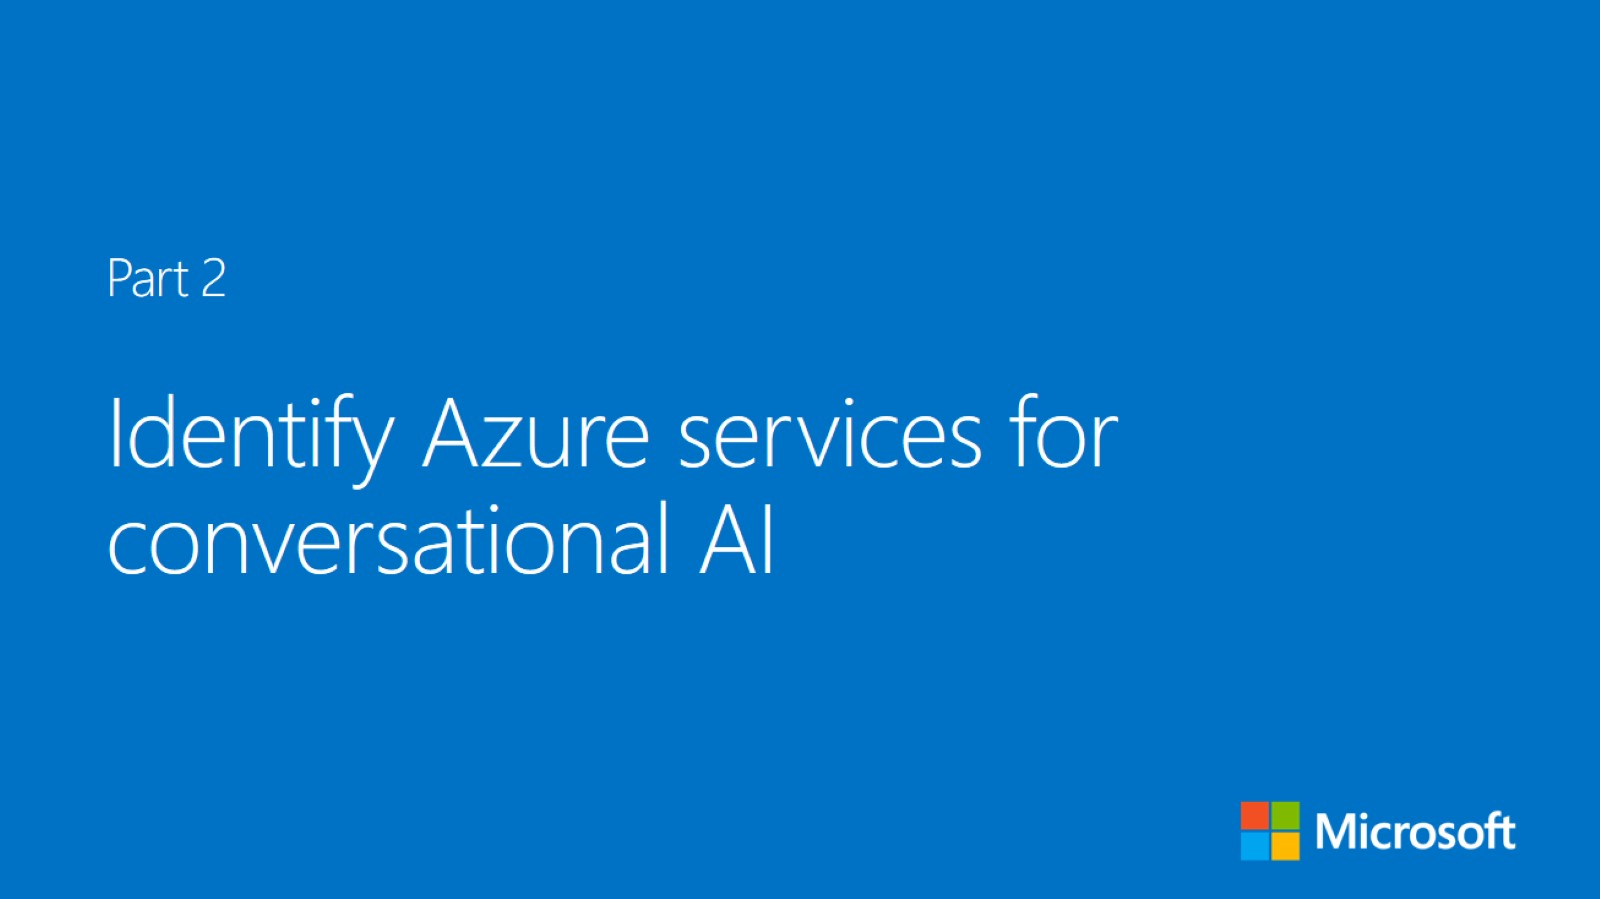 Part 2
Identify Azure services for
conversational AI
Microsoft